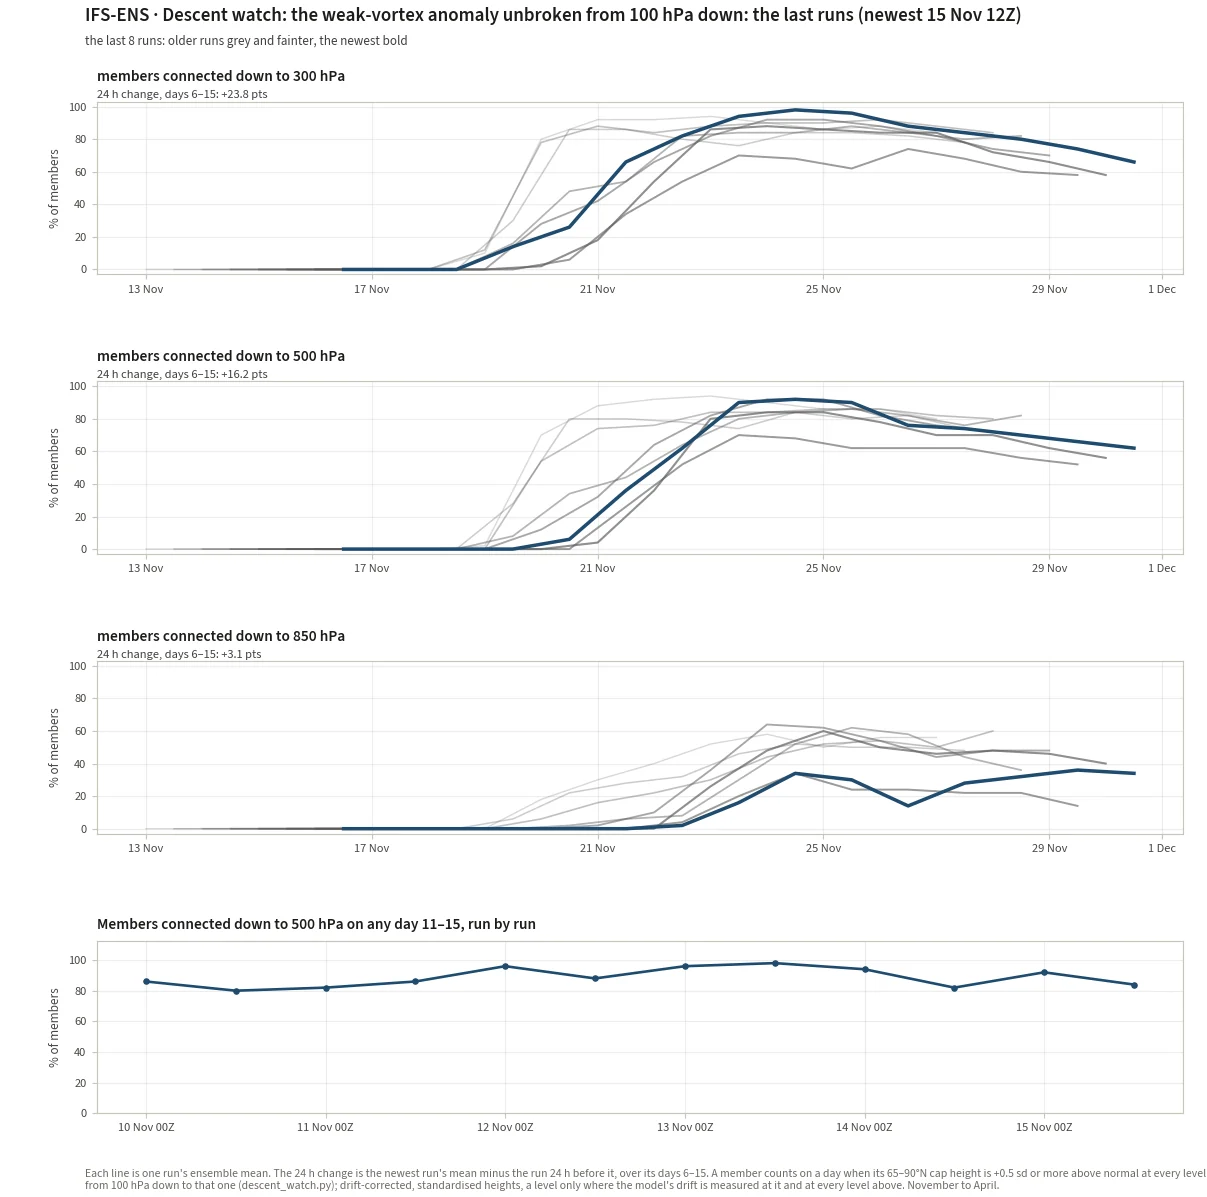 IFS-ENS · Descent watch: the weak-vortex anomaly unbroken from 100 hPa down: the last runs (newest 15 Nov 12Z)
the last 8 runs: older runs grey and fainter, the newest bold
members connected down to 300 hPa
24 h change, days 6–15: +23.8 pts
100
80
60
40
20
0
% of members
13 Nov 17 Nov 21 Nov 25 Nov 29 Nov 1 Dec
members connected down to 500 hPa
24 h change, days 6–15: +16.2 pts
100
80
60
40
20
0
% of members
13 Nov 17 Nov 21 Nov 25 Nov 29 Nov 1 Dec
members connected down to 850 hPa
24 h change, days 6–15: +3.1 pts
100
80
60
40
20
0
% of members
13 Nov 17 Nov 21 Nov 25 Nov 29 Nov 1 Dec
Members connected down to 500 hPa on any day 11–15, run by run
100
80
60
40
20
0
% of members
10 Nov 00Z 11 Nov 00Z 12 Nov 00Z 13 Nov 00Z 14 Nov 00Z 15 Nov 00Z
Each line is one run's ensemble mean. The 24 h change is the newest run's mean minus the run 24 h before it, over its days 6–15. A member counts on a day when its 65–90°N cap height is +0.5 sd or more above normal at every level
from 100 hPa down to that one (descent_watch.py); drift-corrected, standardised heights, a level only where the model's drift is measured at it and at every level above. November to April.